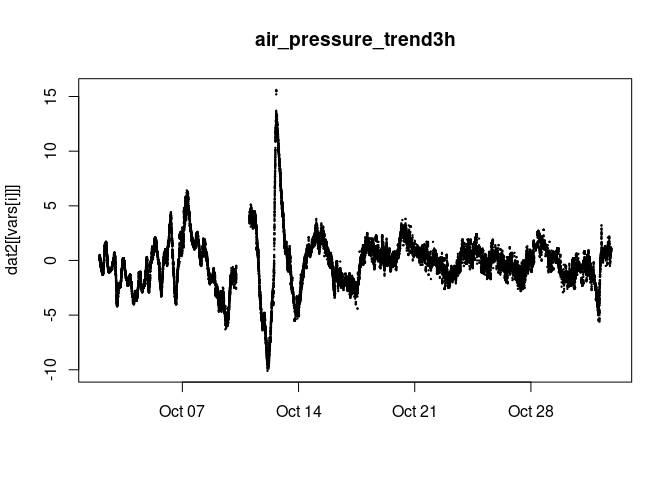 air_pressure_trend3h
dat2[[vars[i]]]
15
10
5
0
-5
-10
Oct 07
Oct 14
Oct 21
Oct 28